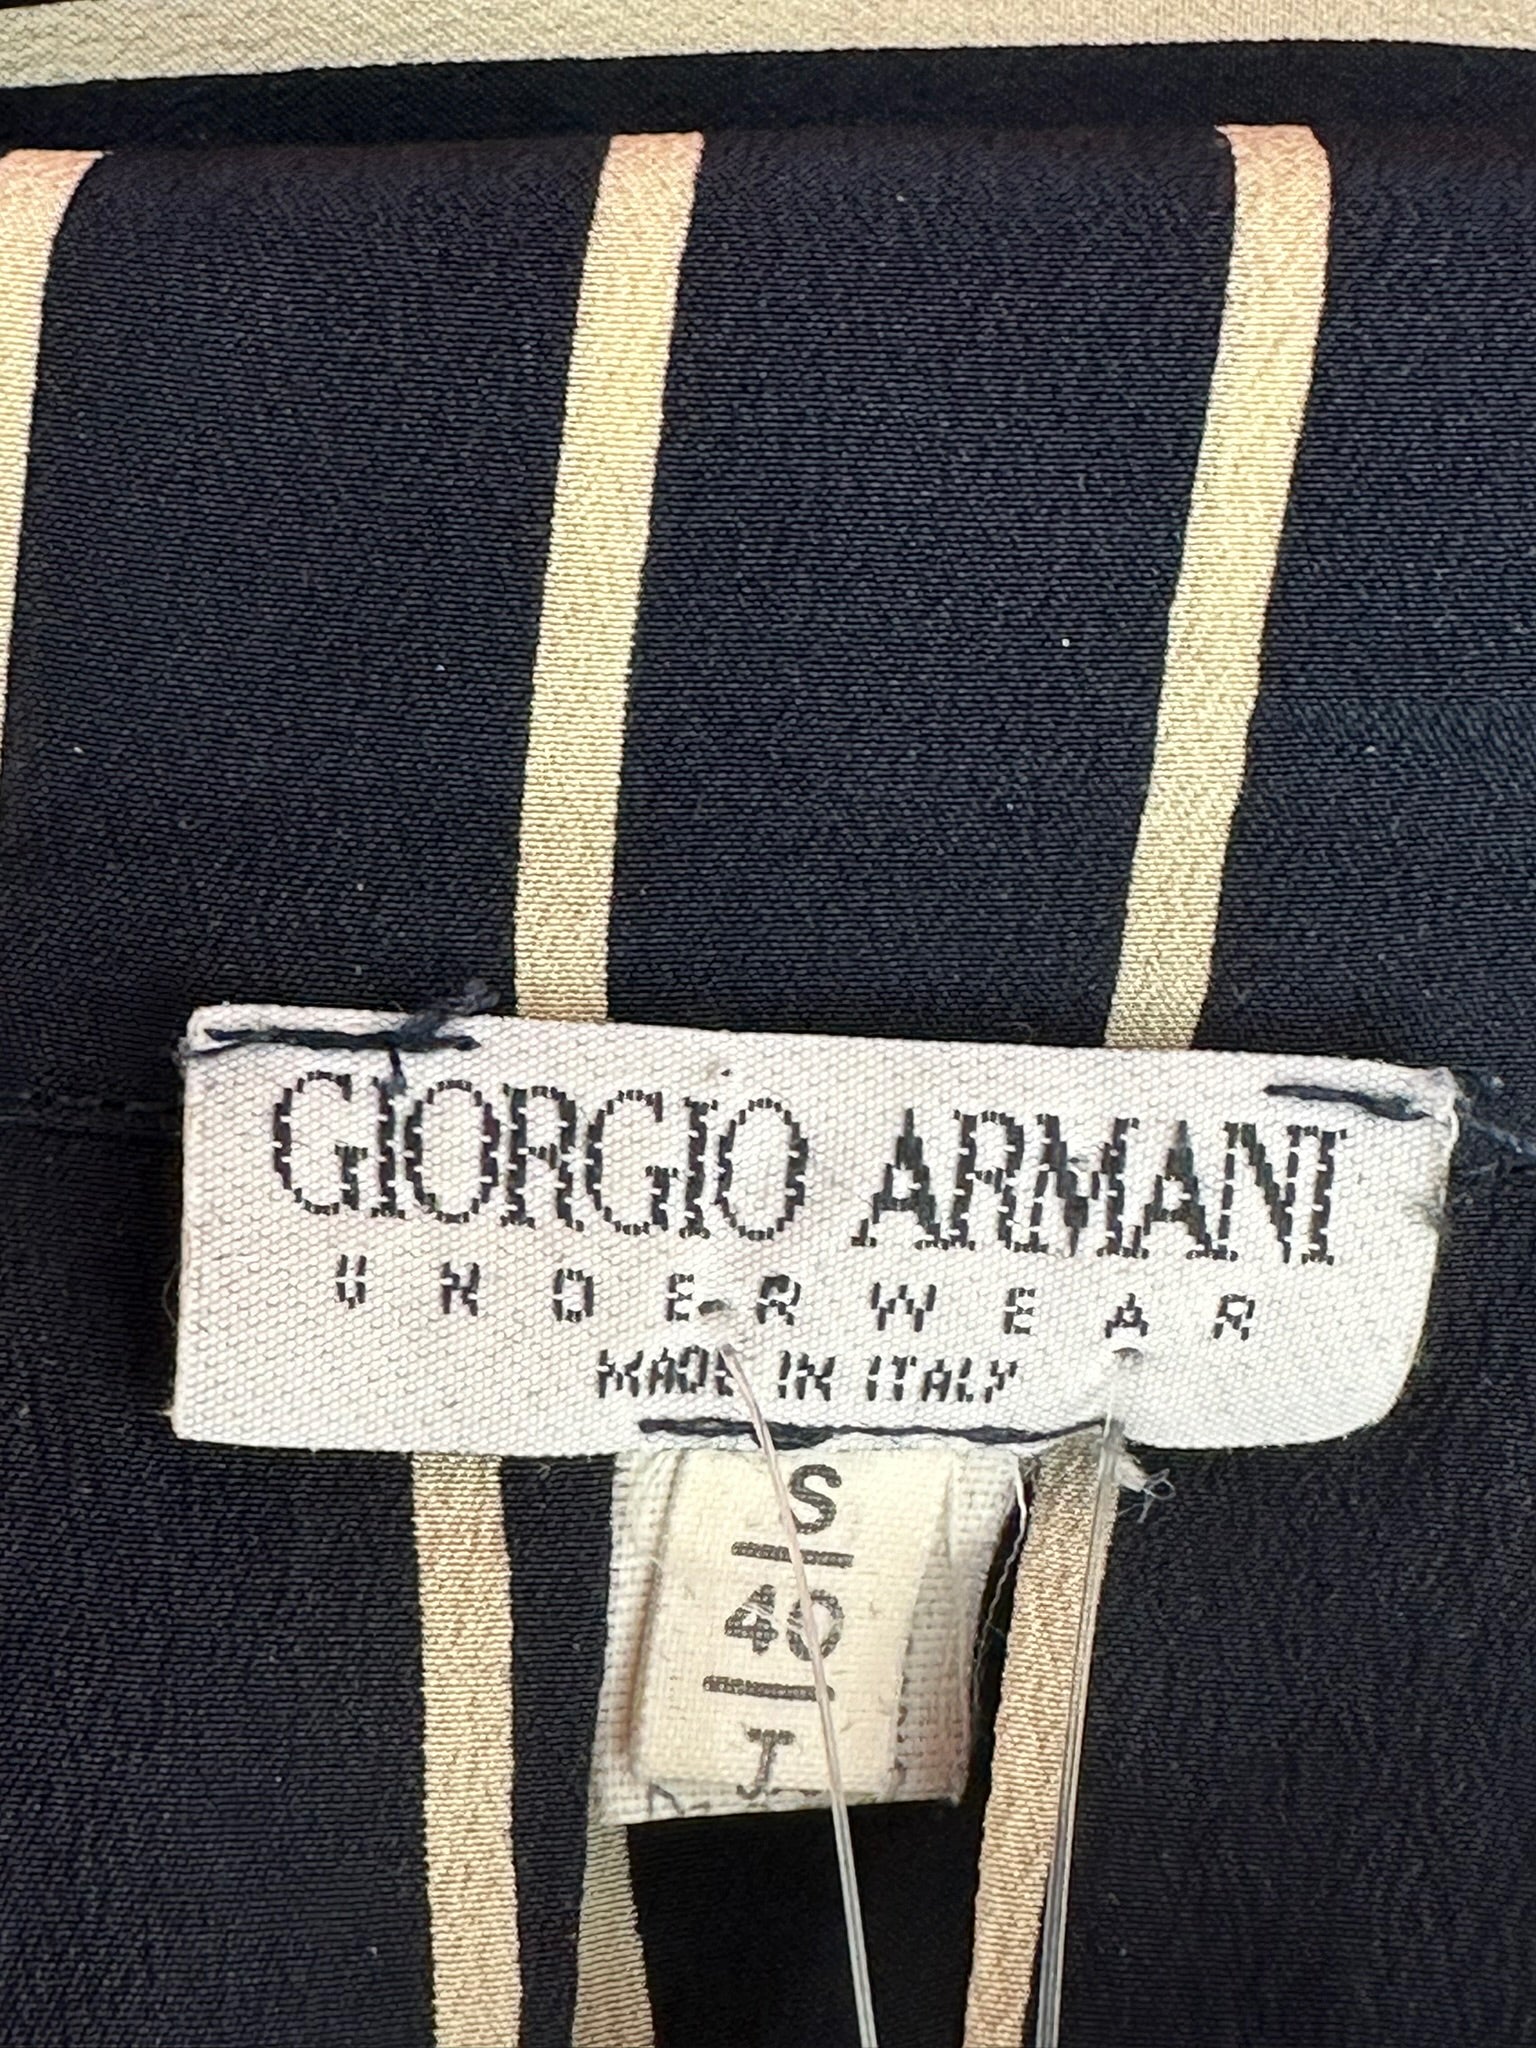 GIORGIO ARMANI
UNDERWEAR
MADE IN ITALY
S
40
J